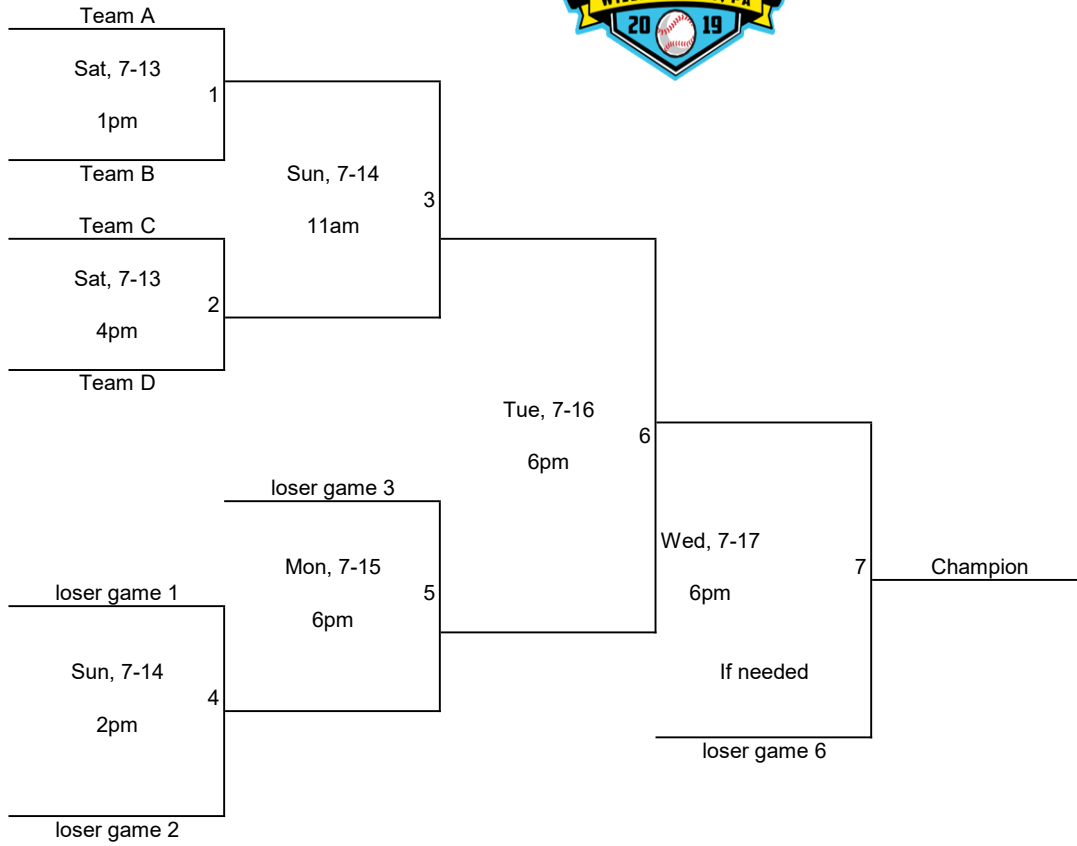 20 19
Team A
Sat, 7-13
1
1pm
Team B
Sun, 7-14
3
11am
Team C
Sat, 7-13
2
4pm
Team D
Tue, 7-16
6
6pm
loser game 3
Mon, 7-15
5
6pm
Wed, 7-17
7
6pm
If needed
Champion
loser game 1
Sun, 7-14
4
2pm
loser game 6
loser game 2